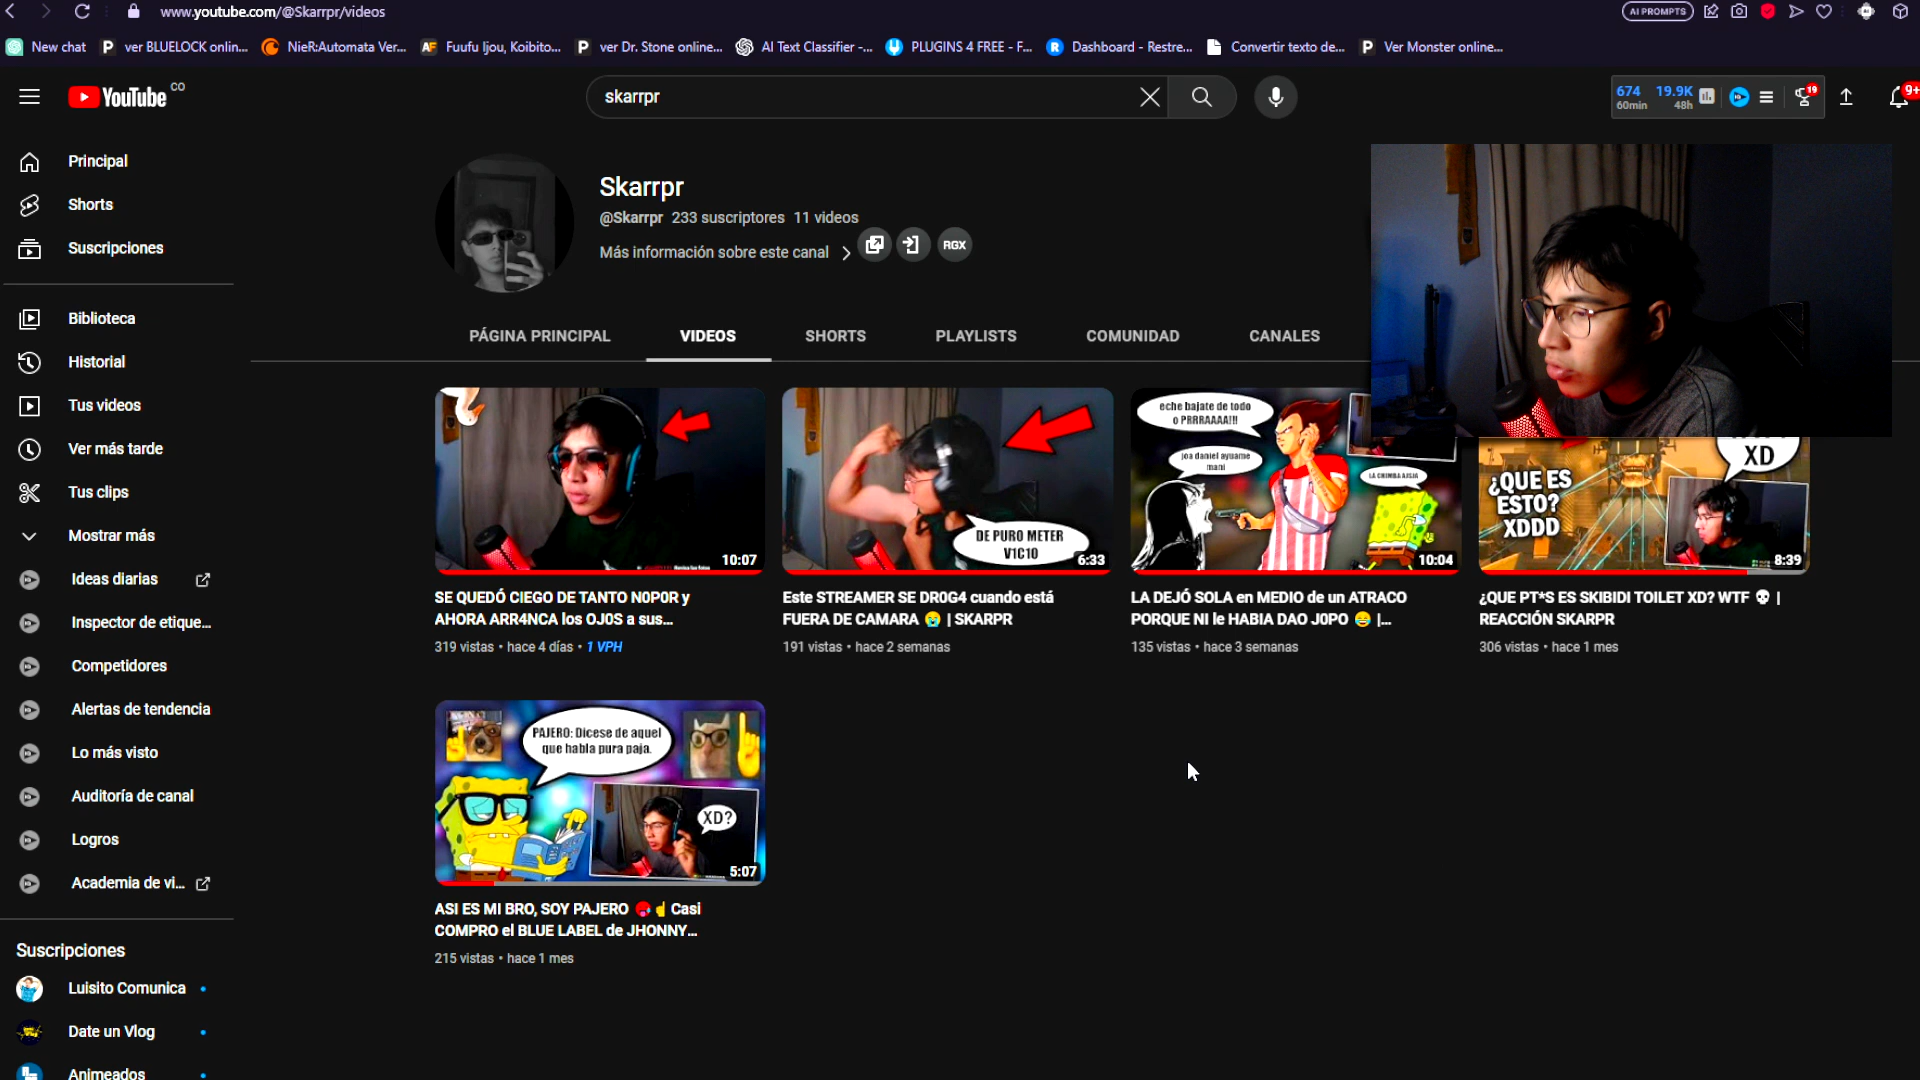 www.youtube.com/@Skarrpr/videos
AI PROMPTS
New chat
ver BLUELOCK onlin...
NieR:Automata Ver...
Fuufu Ijou, Koibito...
ver Dr. Stone online...
AI Text Classifier -...
PLUGINS 4 FREE - F...
Dashboard - Restre...
Convertir texto de...
Ver Monster online...
YouTube CO
skarrpr
674
60min
19.9K
48h
19
9+
Principal
Shorts
Suscripciones
Biblioteca
Historial
Tus videos
Ver más tarde
Tus clips
Mostrar más
Ideas diarias
Inspector de etique...
Competidores
Alertas de tendencia
Lo más visto
Auditoría de canal
Logros
Academia de vi...
Suscripciones
Luisito Comunica
Date un Vlog
Animeados
Skarrpr
@Skarrpr 233 suscriptores 11 videos
Más información sobre este canal
RGX
PÁGINA PRINCIPAL
VIDEOS
SHORTS
PLAYLISTS
COMUNIDAD
CANALES
10:07
SE QUEDÓ CIEGO DE TANTO N0P0R y
AHORA ARR4NCA los OJ0S a sus...
319 vistas • hace 4 días • 1 VPH
DE PURO METER
V1C10
6:33
Este STREAMER SE DR0G4 cuando está
FUERA DE CAMARA 😭 | SKARPR
191 vistas • hace 2 semanas
eche bajate de todo
o PRRRAAAA!!!
joa daniel ayuame
mani
10:04
LA DEJÓ SOLA en MEDIO de un ATRACO
PORQUE NI le HABIA DAO J0PO 😂 |...
135 vistas • hace 3 semanas
XD
¿QUE ES
ESTO?
XDDD
8:39
¿QUE PT*S ES SKIBIDI TOILET XD? WTF 💀 |
REACCIÓN SKARPR
306 vistas • hace 1 mes
PAJERO: Dicese de aquel
que habla pura paja.
XD?
5:07
ASI ES MI BRO, SOY PAJERO 🥵☝ Casi
COMPRO el BLUE LABEL de JHONNY...
215 vistas • hace 1 mes